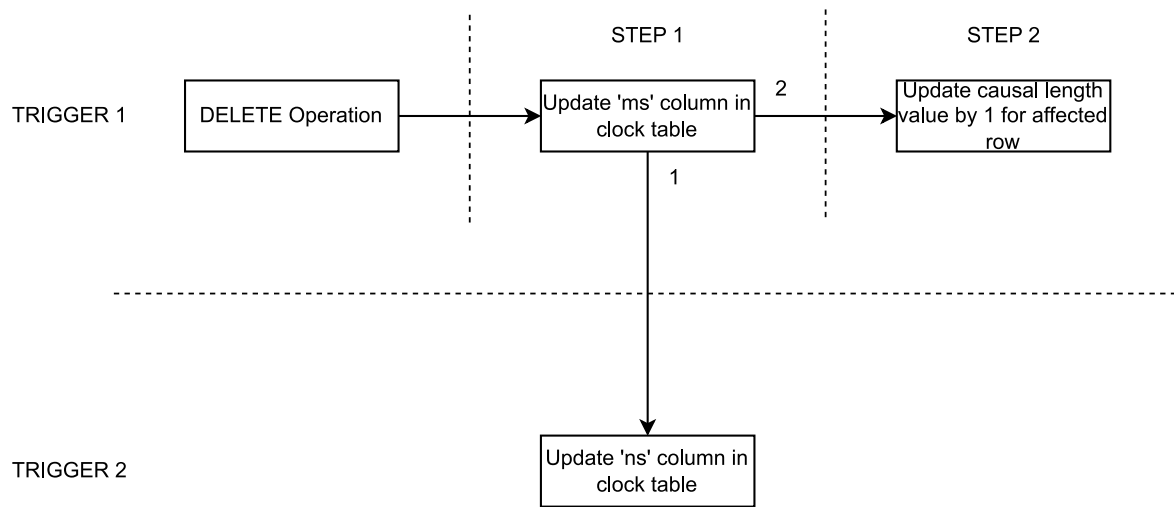 STEP 1
STEP 2
TRIGGER 1
DELETE Operation
Update 'ms' column in
clock table
2
Update causal length
value by 1 for affected
row
1
TRIGGER 2
Update 'ns' column in
clock table